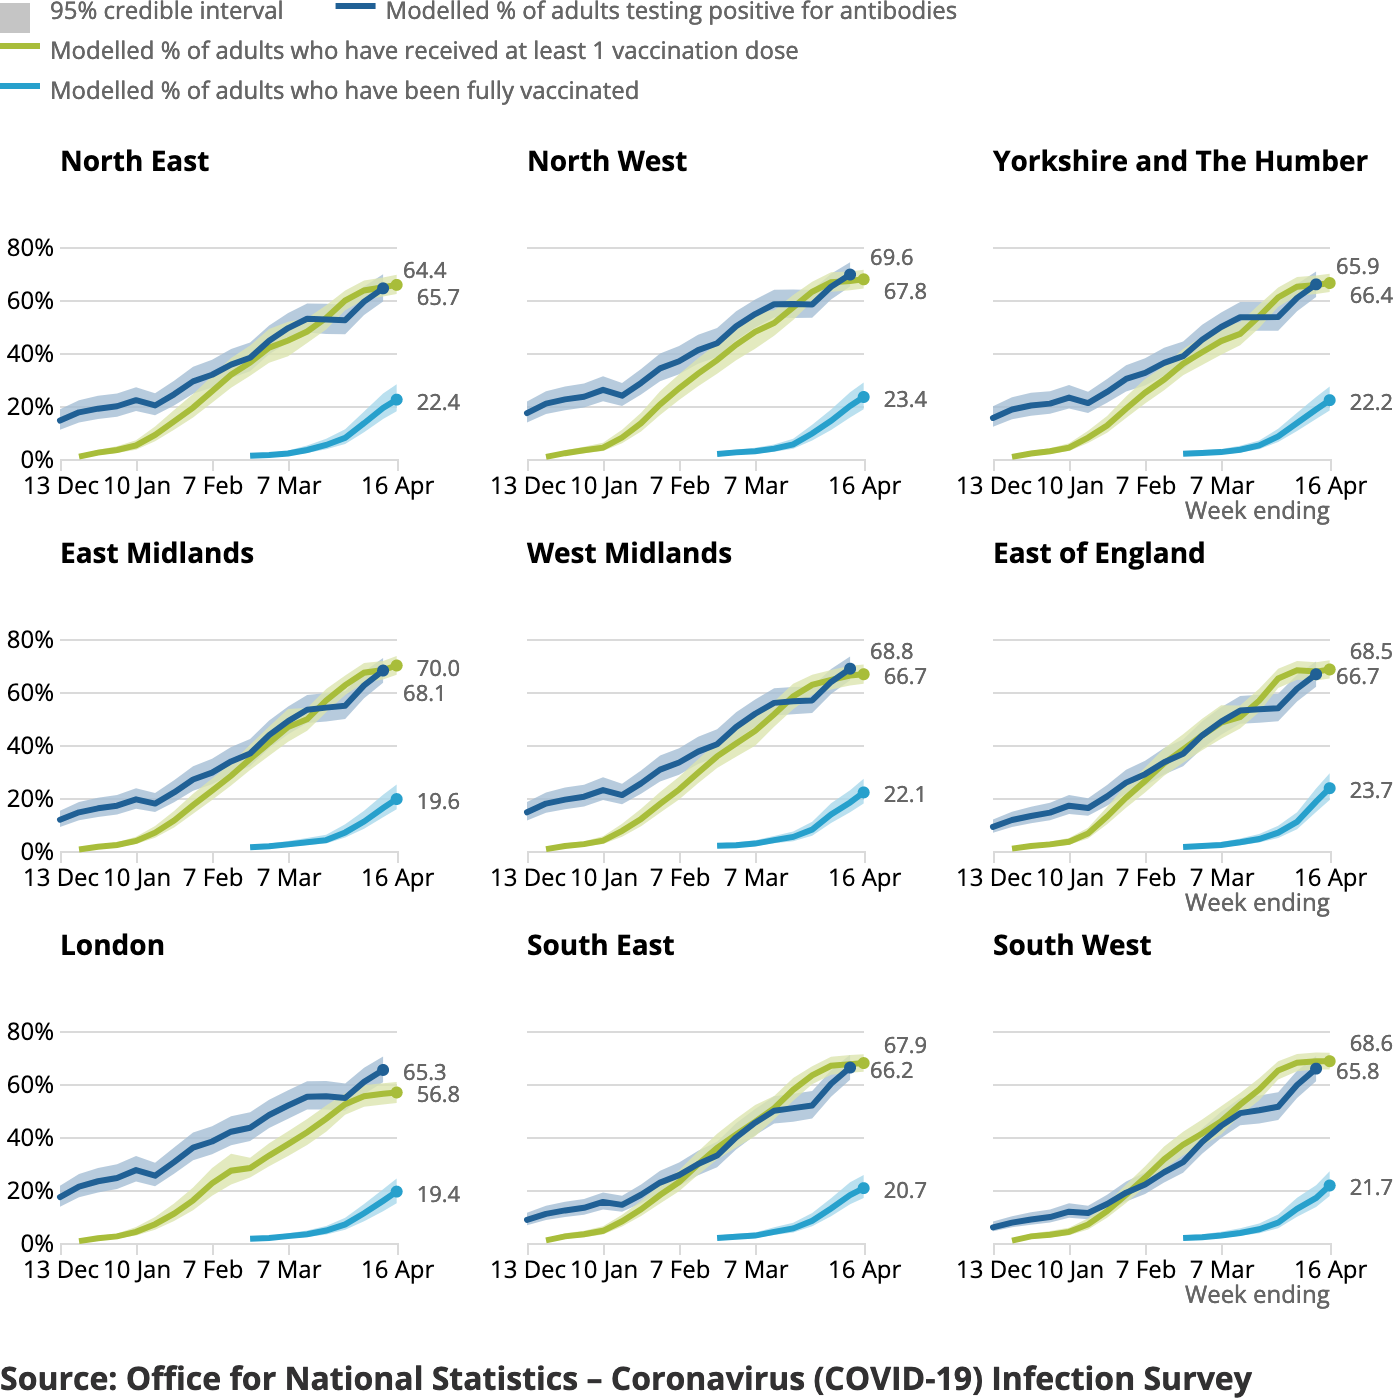 95% credible interval Modelled % of adults testing positive for antibodies
Modelled % of adults who have received at least 1 vaccination dose
Modelled % of adults who have been fully vaccinated
North East
80%
60%
40%
20%
0%
64.4
65.7
22.4
13 Dec 10 Jan 7 Feb 7 Mar 16 Apr
North West
69.6
67.8
23.4
13 Dec 10 Jan 7 Feb 7 Mar 16 Apr
Yorkshire and The Humber
65.9
66.4
22.2
13 Dec 10 Jan 7 Feb 7 Mar 16 Apr
Week ending
East Midlands
80%
60%
40%
20%
0%
70.0
68.1
19.6
13 Dec 10 Jan 7 Feb 7 Mar 16 Apr
West Midlands
68.8
66.7
22.1
13 Dec 10 Jan 7 Feb 7 Mar 16 Apr
East of England
68.5
66.7
23.7
13 Dec 10 Jan 7 Feb 7 Mar 16 Apr
Week ending
London
80%
60%
40%
20%
0%
65.3
56.8
19.4
13 Dec 10 Jan 7 Feb 7 Mar 16 Apr
South East
67.9
66.2
20.7
13 Dec 10 Jan 7 Feb 7 Mar 16 Apr
South West
68.6
65.8
21.7
13 Dec 10 Jan 7 Feb 7 Mar 16 Apr
Week ending
Source: Office for National Statistics – Coronavirus (COVID-19) Infection Survey